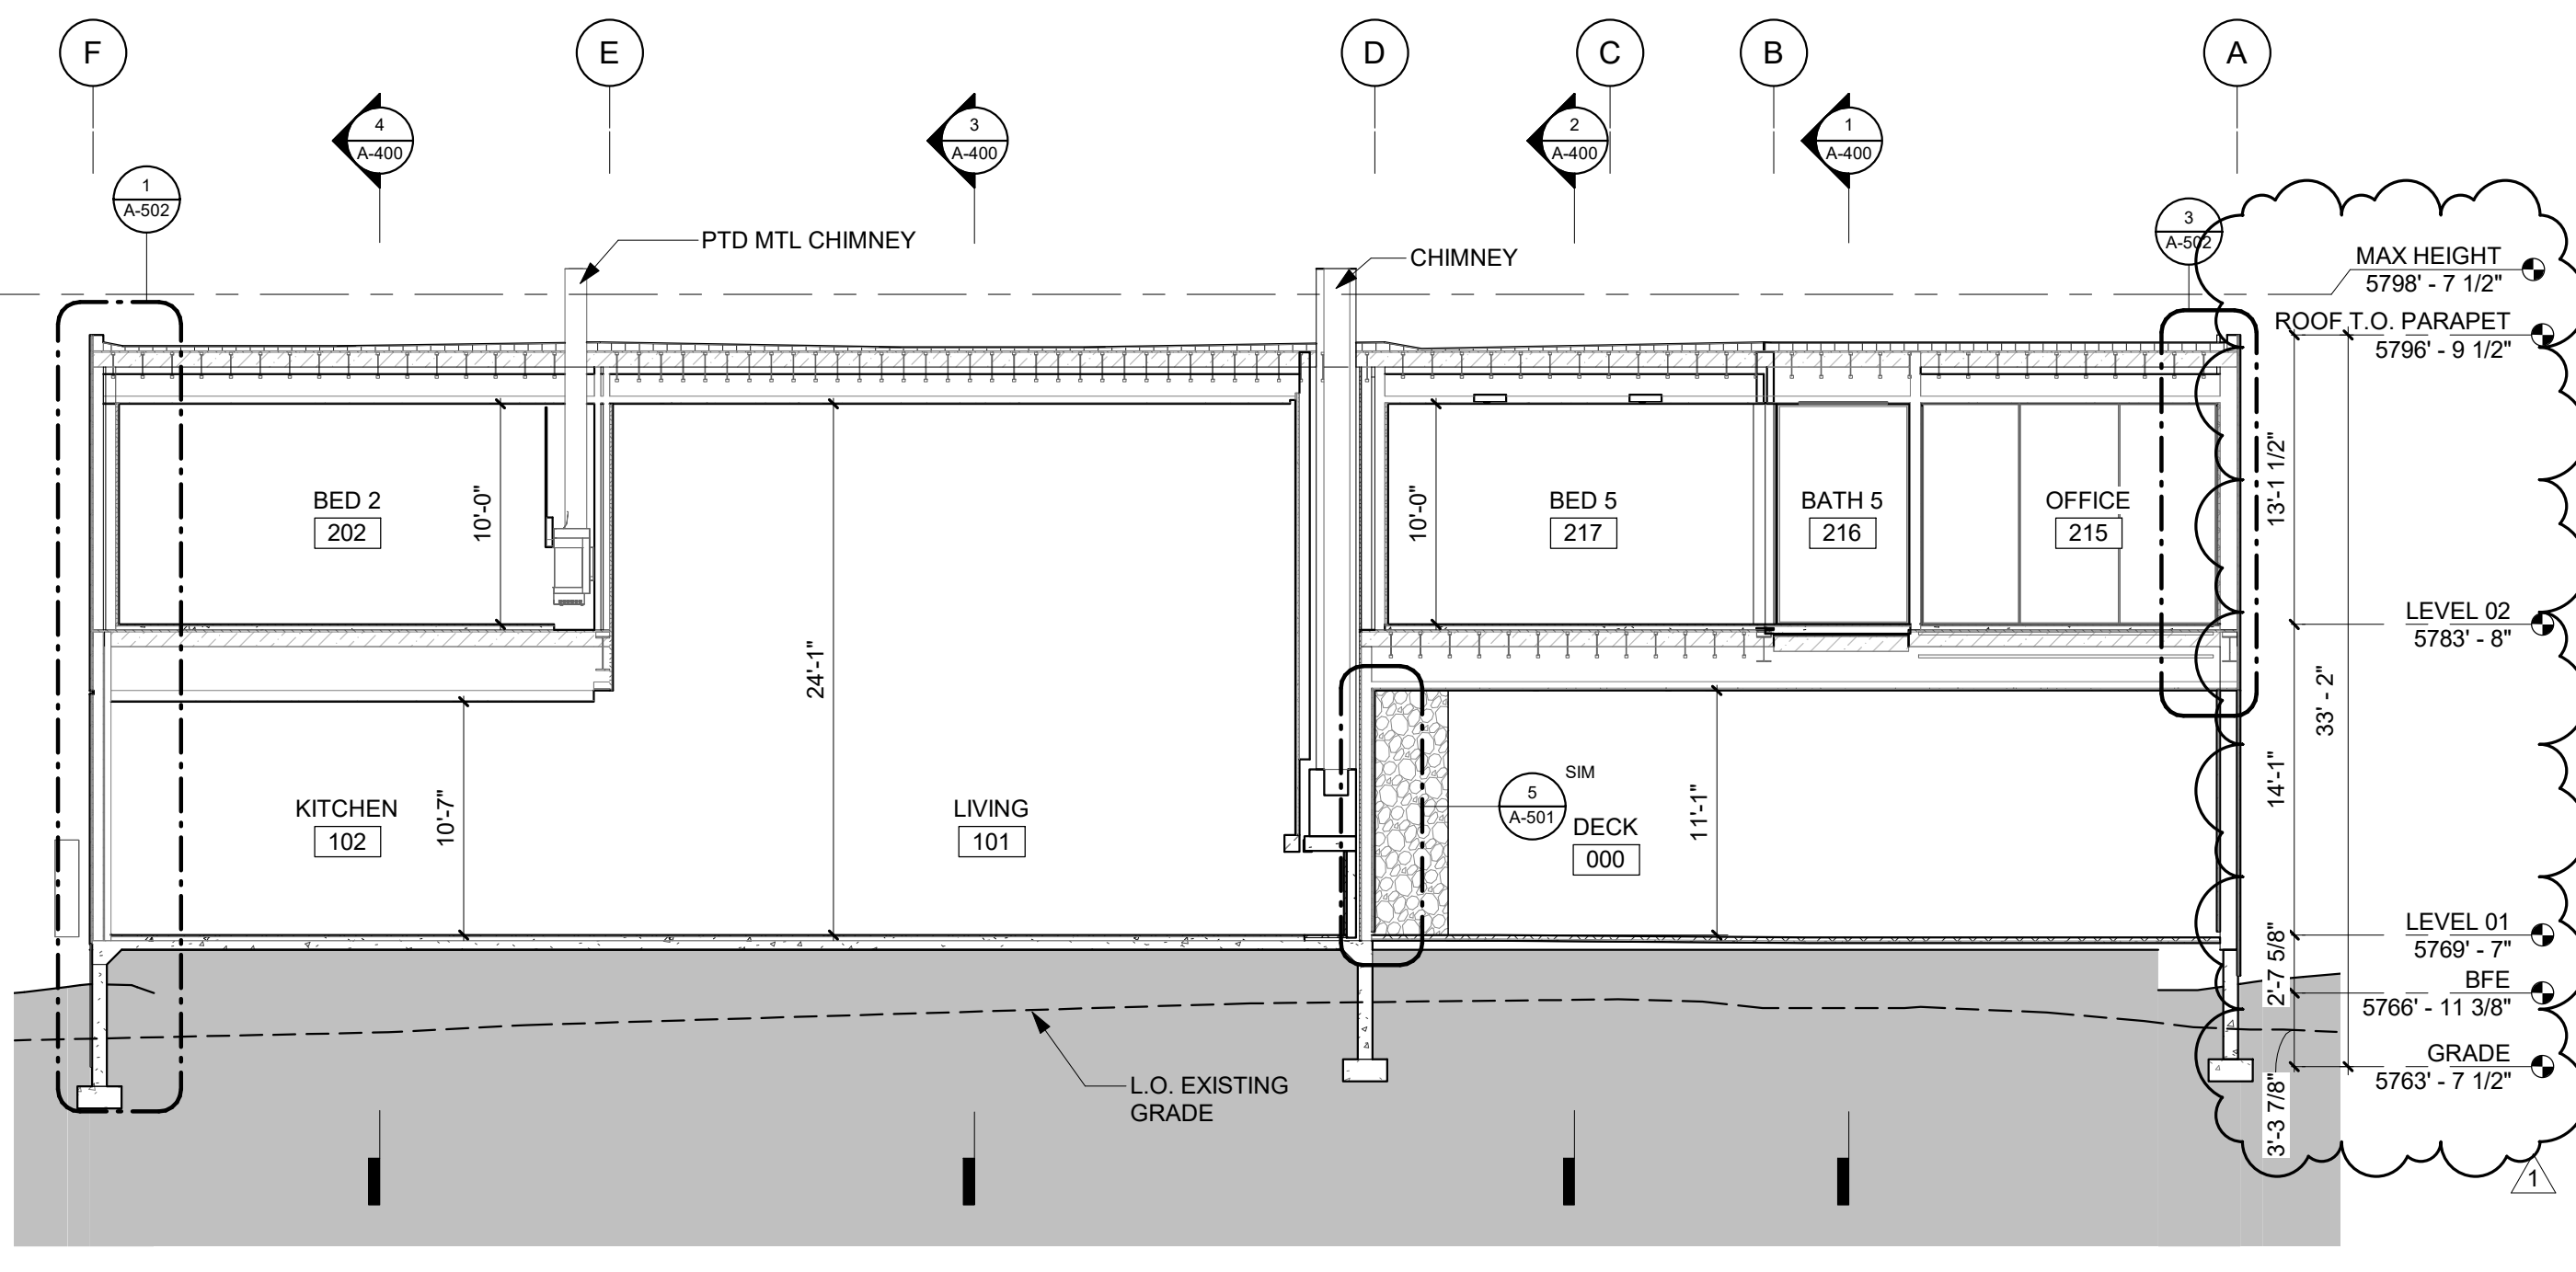 F
E
D
C
B
A
4
A-400
3
A-400
2
A-400
1
A-400
1
A-502
3
A-502
PTD MTL CHIMNEY
CHIMNEY
MAX HEIGHT
5798' - 7 1/2"
ROOF T.O. PARAPET
5796' - 9 1/2"
BED 2
202
10'-0"
10'-0"
BED 5
217
BATH 5
216
OFFICE
215
13'-1 1/2"
LEVEL 02
5783' - 8"
24'-1"
33' - 2"
KITCHEN
102
10'-7"
LIVING
101
5
A-501
SIM
DECK
000
11'-1"
14'-1"
LEVEL 01
5769' - 7"
2'-7 5/8"
BFE
5766' - 11 3/8"
GRADE
5763' - 7 1/2"
3'-3 7/8"
L.O. EXISTING
GRADE
1